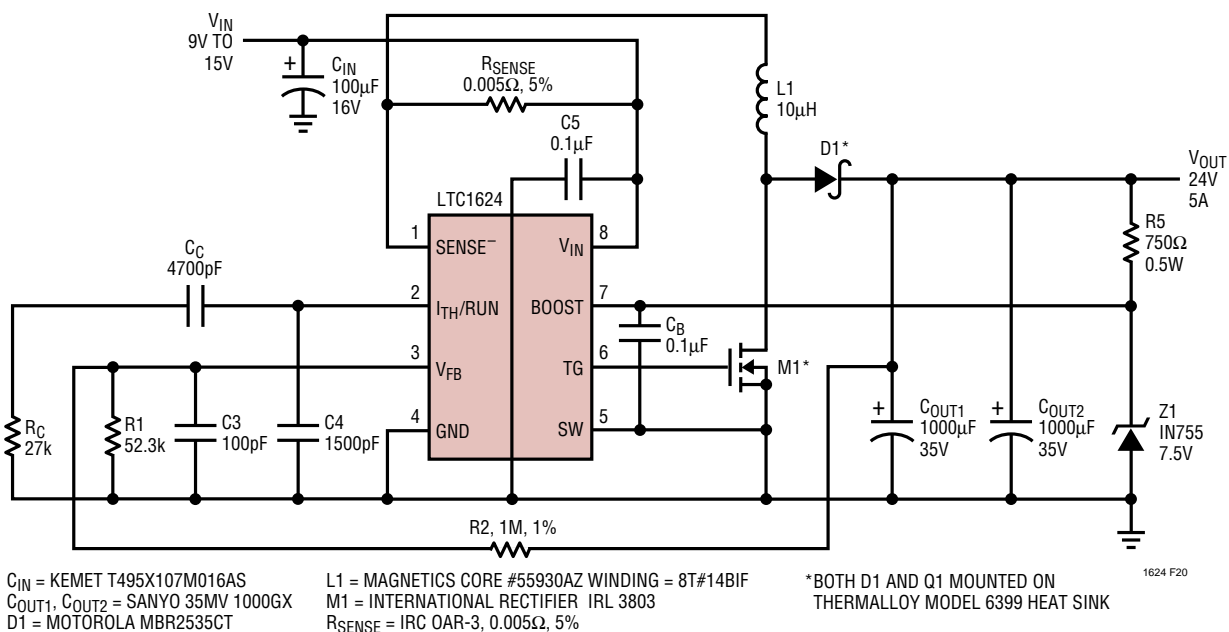 V_IN
9V TO
15V
+
C_IN
100µF
16V
R_SENSE
0.005Ω, 5%
C5
0.1µF
L1
10µH
D1*
V_OUT
24V
5A
R5
750Ω
0.5W
LTC1624
1
SENSE⁻
V_IN
8
C_C
4700pF
2
I_TH/RUN
BOOST
7
C_B
0.1µF
3
V_FB
TG
6
M1*
4
GND
SW
5
R_C
27k
R1
52.3k
C3
100pF
C4
1500pF
+
C_OUT1
1000µF
35V
+
C_OUT2
1000µF
35V
Z1
IN755
7.5V
R2, 1M, 1%
C_IN = KEMET T495X107M016AS
C_OUT1, C_OUT2 = SANYO 35MV 1000GX
D1 = MOTOROLA MBR2535CT
L1 = MAGNETICS CORE #55930AZ WINDING = 8T#14BIF
M1 = INTERNATIONAL RECTIFIER IRL 3803
R_SENSE = IRC OAR-3, 0.005Ω, 5%
*BOTH D1 AND Q1 MOUNTED ON
THERMALLOY MODEL 6399 HEAT SINK
1624 F20